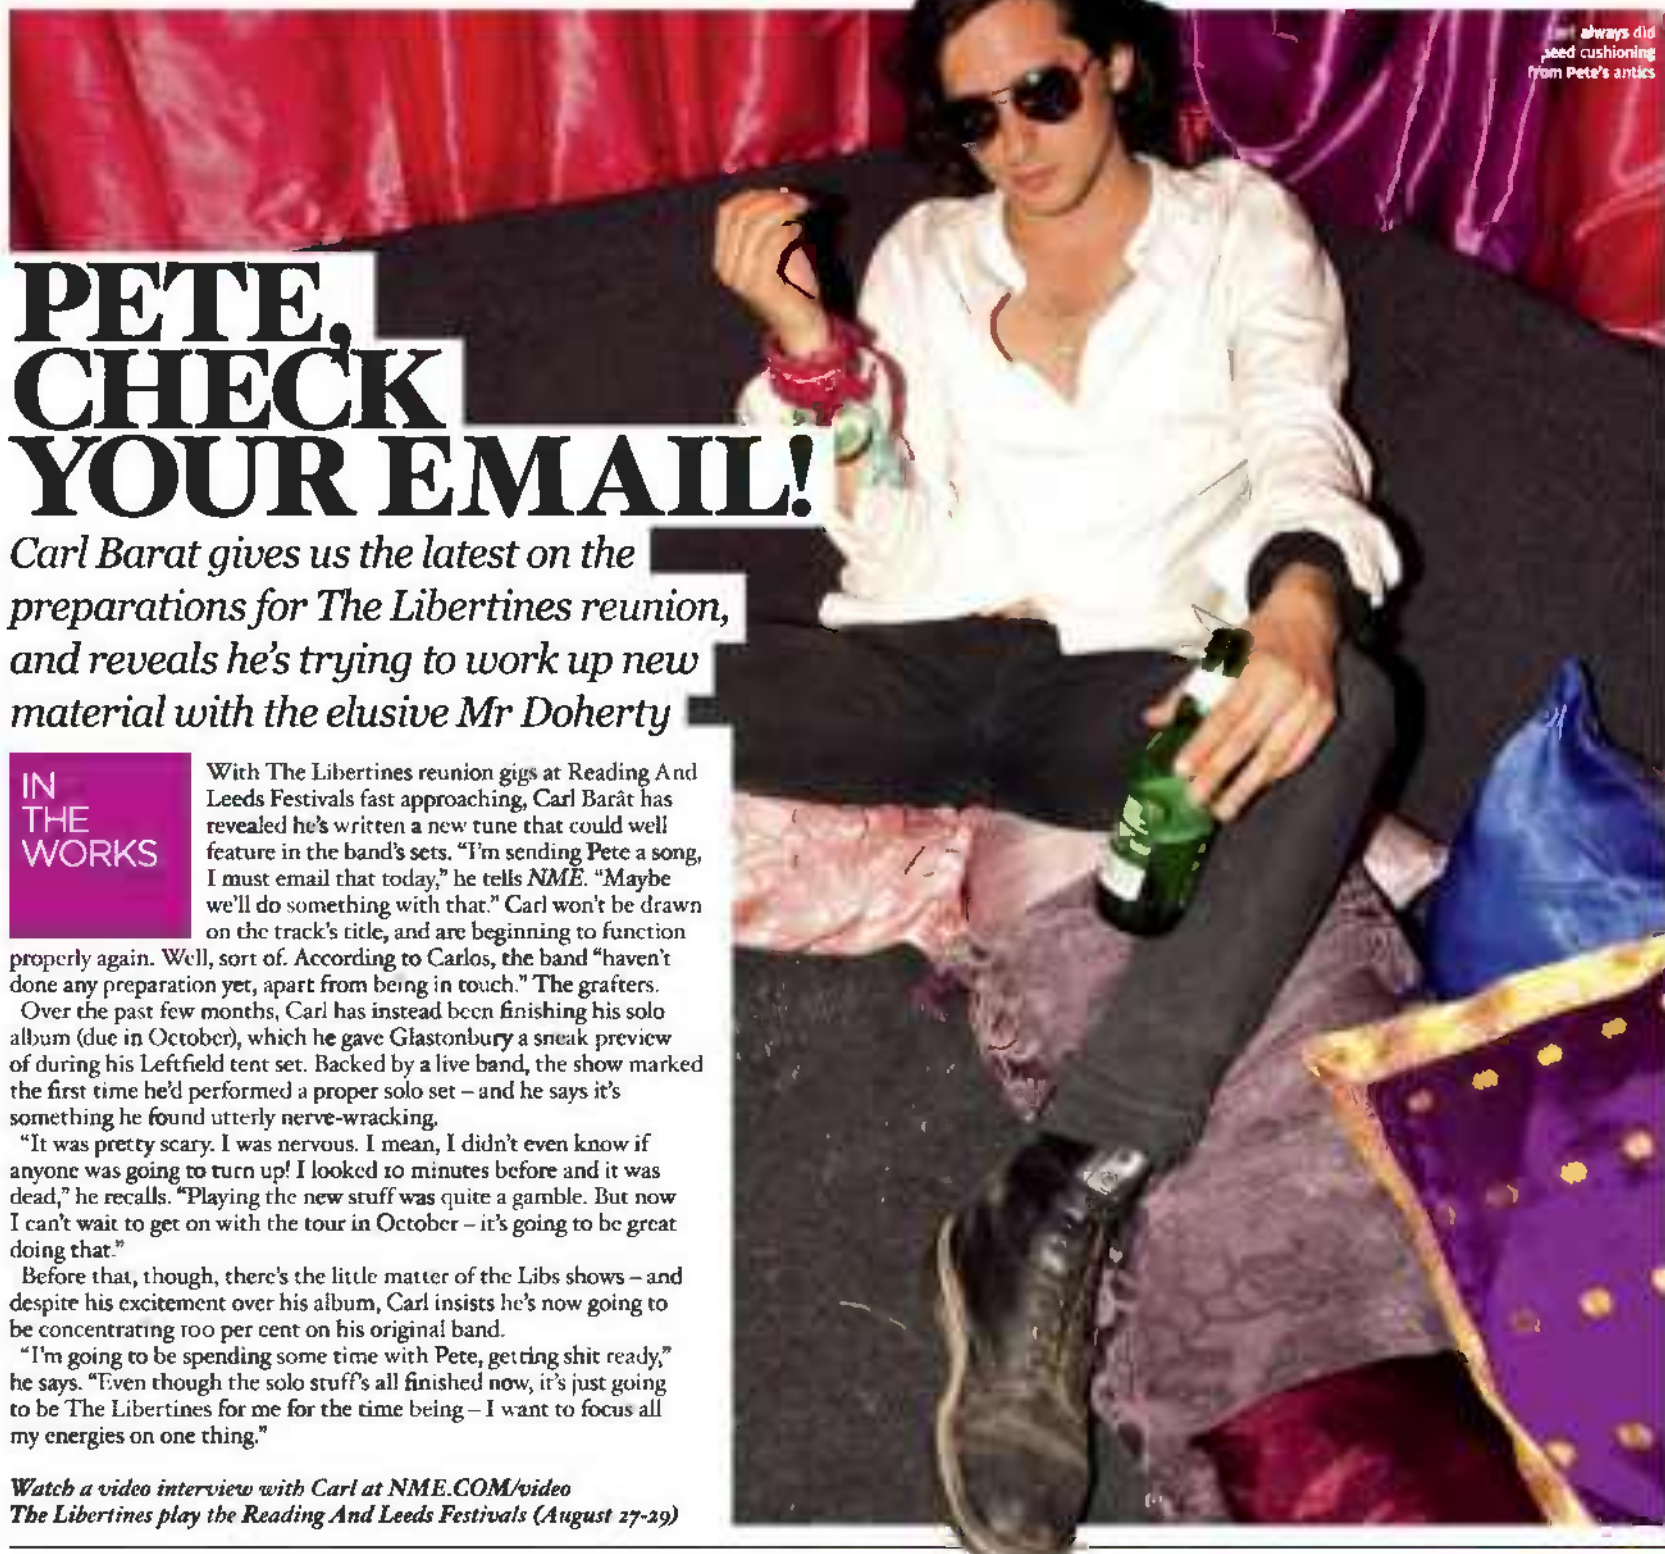 always did
cushioning
from Pete's antics
PETE,
CHECK
YOUR EMAIL!
Carl Barat gives us the latest on the
preparations for The Libertines reunion,
and reveals he's trying to work up new
material with the elusive Mr Doherty
IN
THE
WORKS
With The Libertines reunion gigs at Reading And
Leeds Festivals fast approaching, Carl Barât has
revealed he's written a new tune that could well
feature in the band's sets. “I'm sending Pete a song,
I must email that today,” he tells NME. “Maybe
we'll do something with that.” Carl won't be drawn
on the track's title, and are beginning to function
properly again. Well, sort of. According to Carlos, the band “haven't
done any preparation yet, apart from being in touch.” The grafters.
Over the past few months, Carl has instead been finishing his solo
album (due in October), which he gave Glastonbury a sneak preview
of during his Leftfield tent set. Backed by a live band, the show marked
the first time he'd performed a proper solo set – and he says it's
something he found utterly nerve-wracking.
“It was pretty scary. I was nervous. I mean, I didn't even know if
anyone was going to turn up! I looked 10 minutes before and it was
dead,” he recalls. “Playing the new stuff was quite a gamble. But now
I can't wait to get on with the tour in October – it's going to be great
doing that.”
Before that, though, there's the little matter of the Libs shows – and
despite his excitement over his album, Carl insists he's now going to
be concentrating 100 per cent on his original band.
“I'm going to be spending some time with Pete, getting shit ready,”
he says. “Even though the solo stuff's all finished now, it's just going
to be The Libertines for me for the time being – I want to focus all
my energies on one thing.”
Watch a video interview with Carl at NME.COM/video
The Libertines play the Reading And Leeds Festivals (August 27-29)